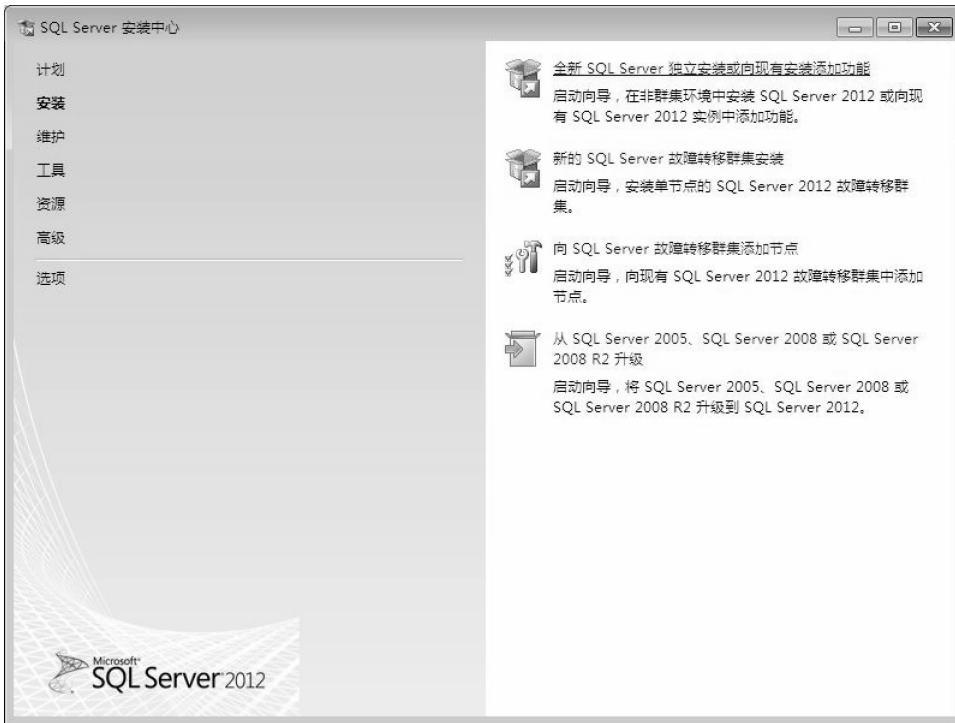 SQL Server 安装中心
计划
安装
维护
工具
资源
高级
选项
全新 SQL Server 独立安装或向现有安装添加功能
启动向导，在非群集环境中安装 SQL Server 2012 或向现
有 SQL Server 2012 实例中添加功能。
新的 SQL Server 故障转移群集安装
启动向导，安装单节点的 SQL Server 2012 故障转移群
集。
向 SQL Server 故障转移群集添加节点
启动向导，向现有 SQL Server 2012 故障转移群集中添加
节点。
从 SQL Server 2005、SQL Server 2008 或 SQL Server
2008 R2 升级
启动向导，将 SQL Server 2005、SQL Server 2008 或
SQL Server 2008 R2 升级到 SQL Server 2012。
Microsoft
SQL Server 2012